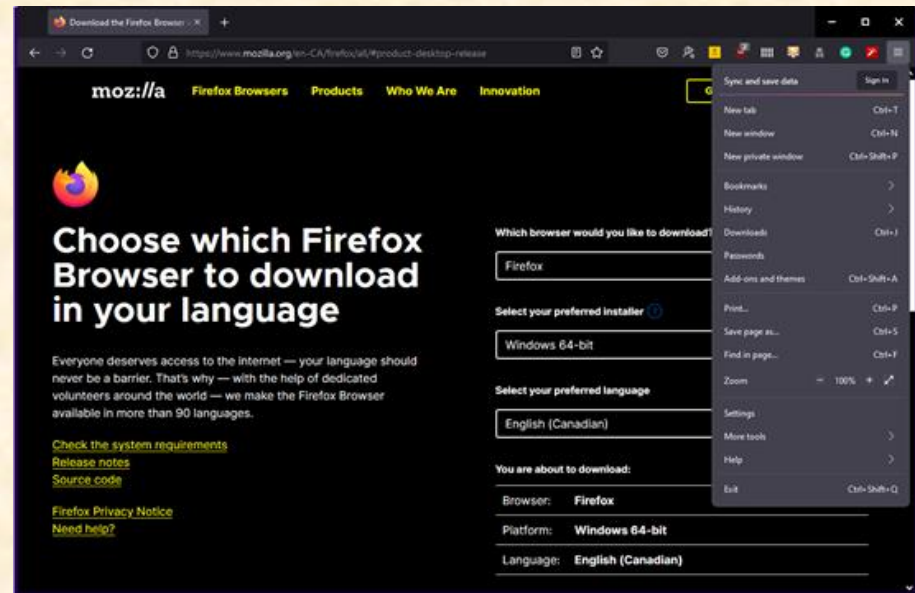 Download the Firefox Browser
https://www.mozilla.org/en-CA/firefox/all/#product-desktop-release
moz://a
Firefox Browsers
Products
Who We Are
Innovation
G
Choose which Firefox
Browser to download
in your language
Everyone deserves access to the internet — your language should
never be a barrier. That's why — with the help of dedicated
volunteers around the world — we make the Firefox Browser
available in more than 90 languages.
Check the system requirements
Release notes
Source code
Firefox Privacy Notice
Need help?
Which browser would you like to download?
Firefox
Select your preferred installer ?
Windows 64-bit
Select your preferred language
English (Canadian)
You are about to download:
Browser: Firefox
Platform: Windows 64-bit
Language: English (Canadian)
Sync and save data Sign In
New tab Ctrl+T
New window Ctrl+N
New private window Ctrl+Shift+P
Bookmarks
History
Downloads Ctrl+J
Passwords
Add-ons and themes Ctrl+Shift+A
Print... Ctrl+P
Save page as... Ctrl+S
Find in page... Ctrl+F
Zoom − 100% +
Settings
More tools
Help
Exit Ctrl+Shift+Q